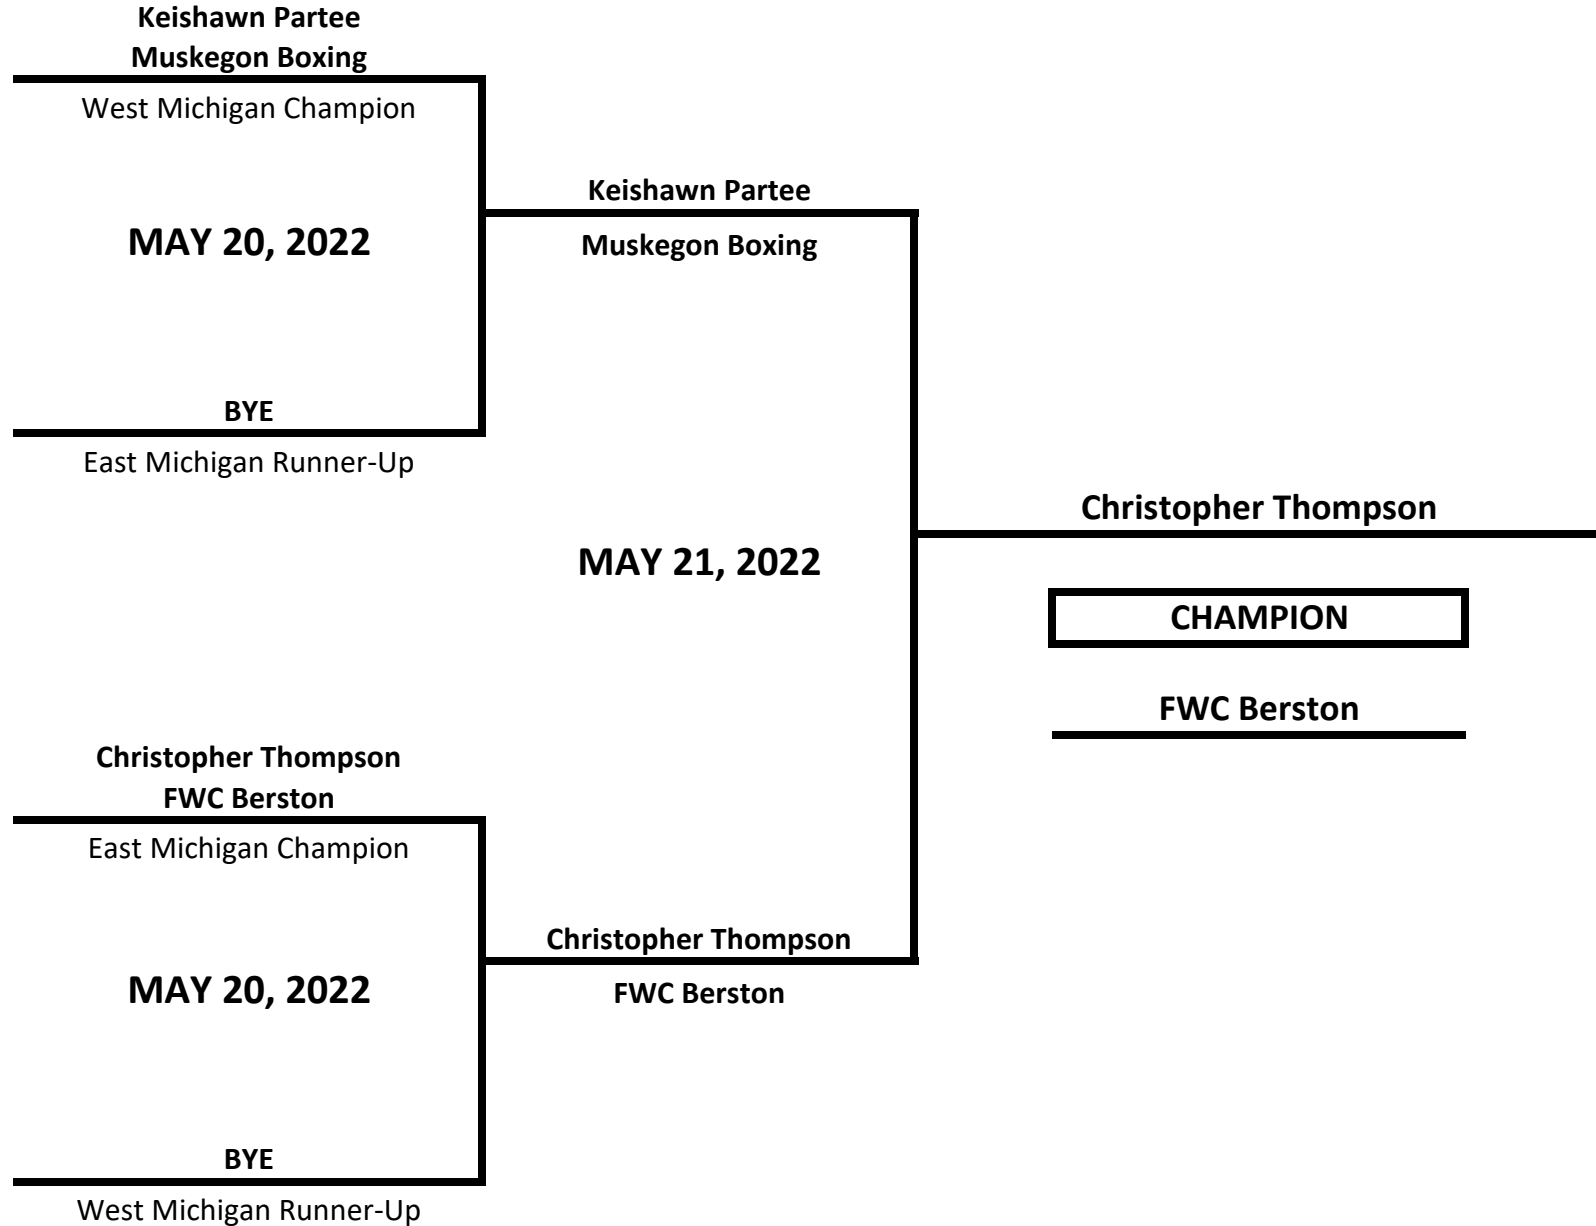 Keishawn Partee
Muskegon Boxing
West Michigan Champion
MAY 20, 2022
BYE
East Michigan Runner-Up
Keishawn Partee
Muskegon Boxing
MAY 21, 2022
Christopher Thompson
CHAMPION
FWC Berston
Christopher Thompson
FWC Berston
East Michigan Champion
MAY 20, 2022
BYE
West Michigan Runner-Up
Christopher Thompson
FWC Berston